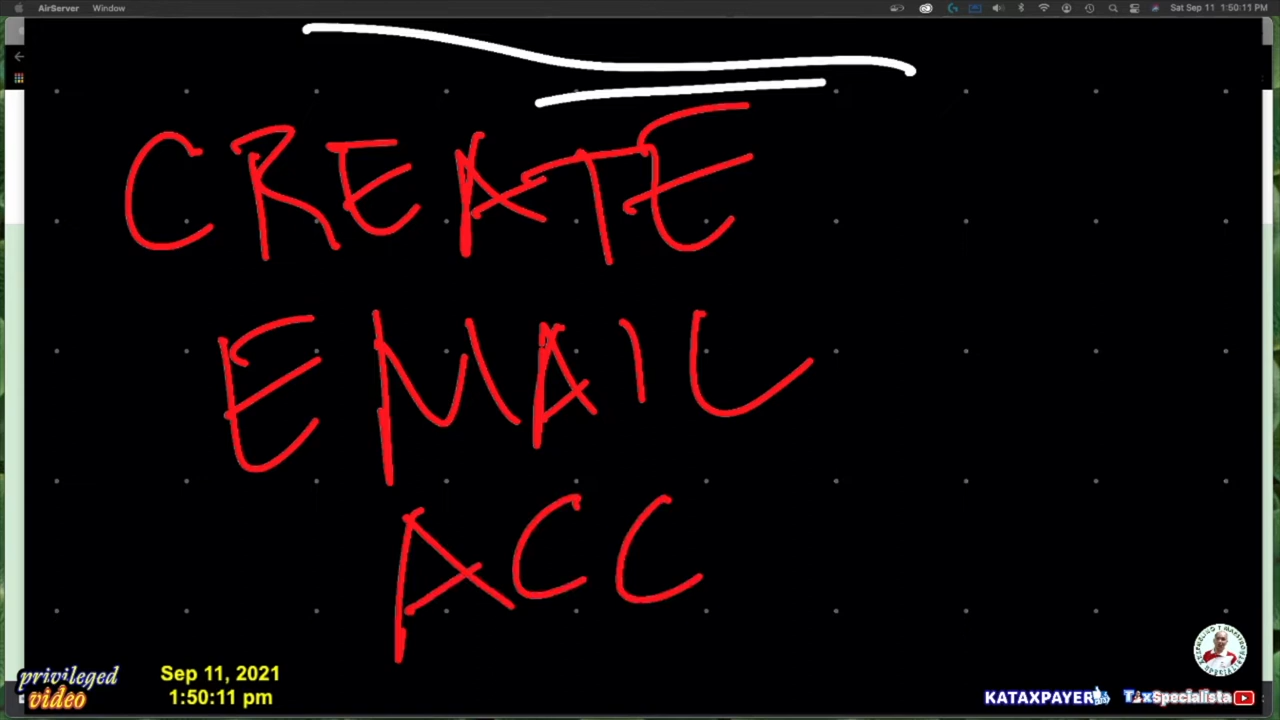 AirServer Window Sat Sep 11 1:50:11 PM
CREATE
EMAIL
ACC
privileged
video
Sep 11, 2021
1:50:11 pm
KATAXPAYER TaxSpecialista